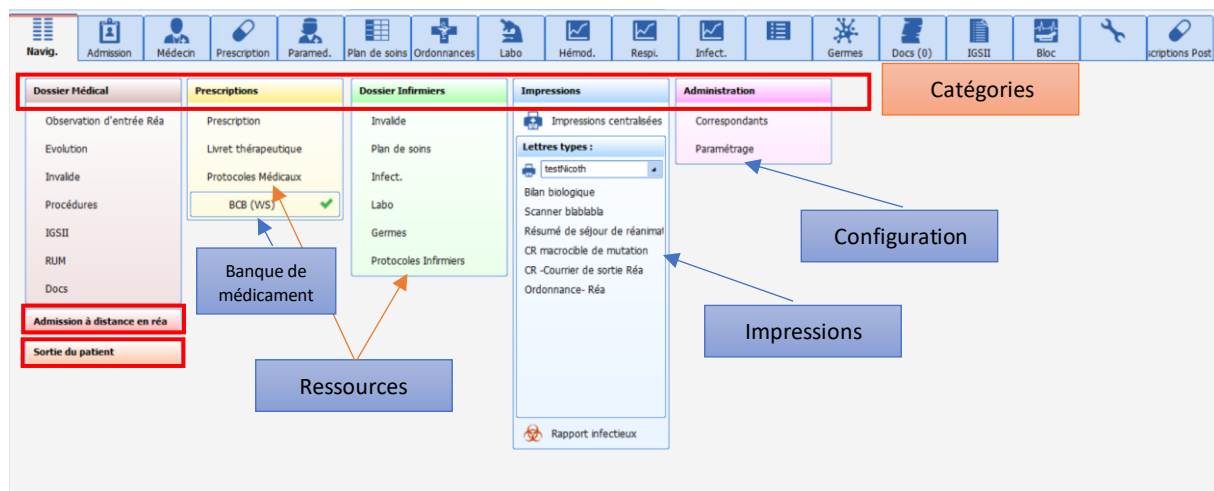 Navig. Admission Médecin Prescription Paramed. Plan de soins Ordonnances Labo Hémod. Respi. Infect. Germes Docs (0) IGSII Bloc scriptions Post
Catégories
Dossier Médical
Observation d'entrée Réa
Evolution
Invalide
Procédures
IGSII
RUM
Docs
Admission à distance en réa
Sortie du patient
Prescriptions
Prescription
Livret thérapeutique
Protocoles Médicaux
BCB (WS)
Banque de
médicament
Dossier Infirmiers
Invalide
Plan de soins
Infect.
Labo
Germes
Protocoles Infirmiers
Ressources
Impressions
Impressions centralisées
Lettres types :
testNicoth
Bilan biologique
Scanner blablabla
Résumé de séjour de réanimat
CR macrocible de mutation
CR -Courrier de sortie Réa
Ordonnance- Réa
Rapport infectieux
Impressions
Administration
Correspondants
Paramétrage
Configuration